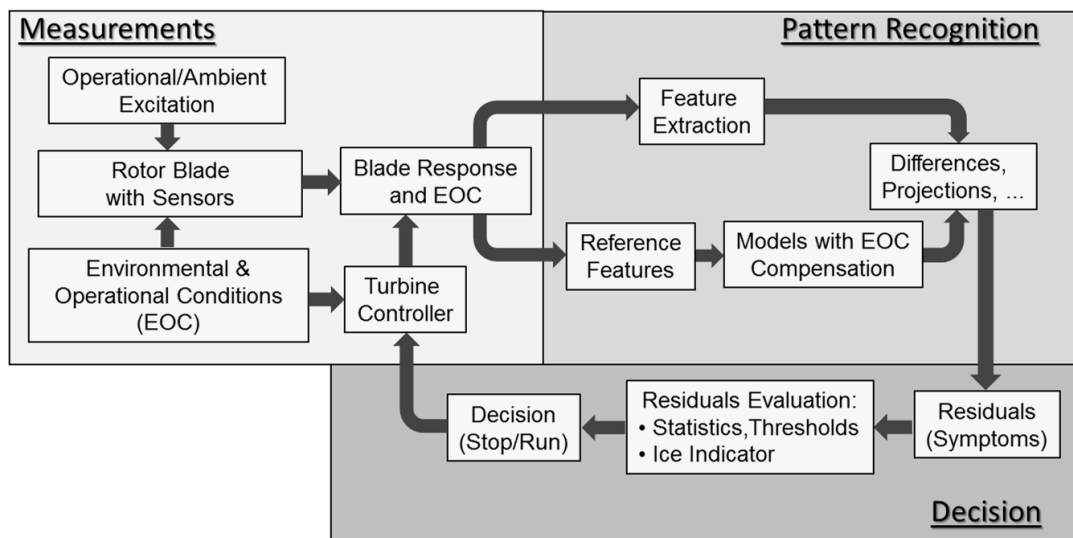 Measurements
Operational/Ambient
Excitation
Rotor Blade
with Sensors
Environmental &
Operational Conditions
(EOC)
Blade Response
and EOC
Turbine
Controller
Pattern Recognition
Feature
Extraction
Reference
Features
Models with EOC
Compensation
Differences,
Projections, ...
Residuals
(Symptoms)
Residuals Evaluation:
• Statistics,Thresholds
• Ice Indicator
Decision
(Stop/Run)
Decision